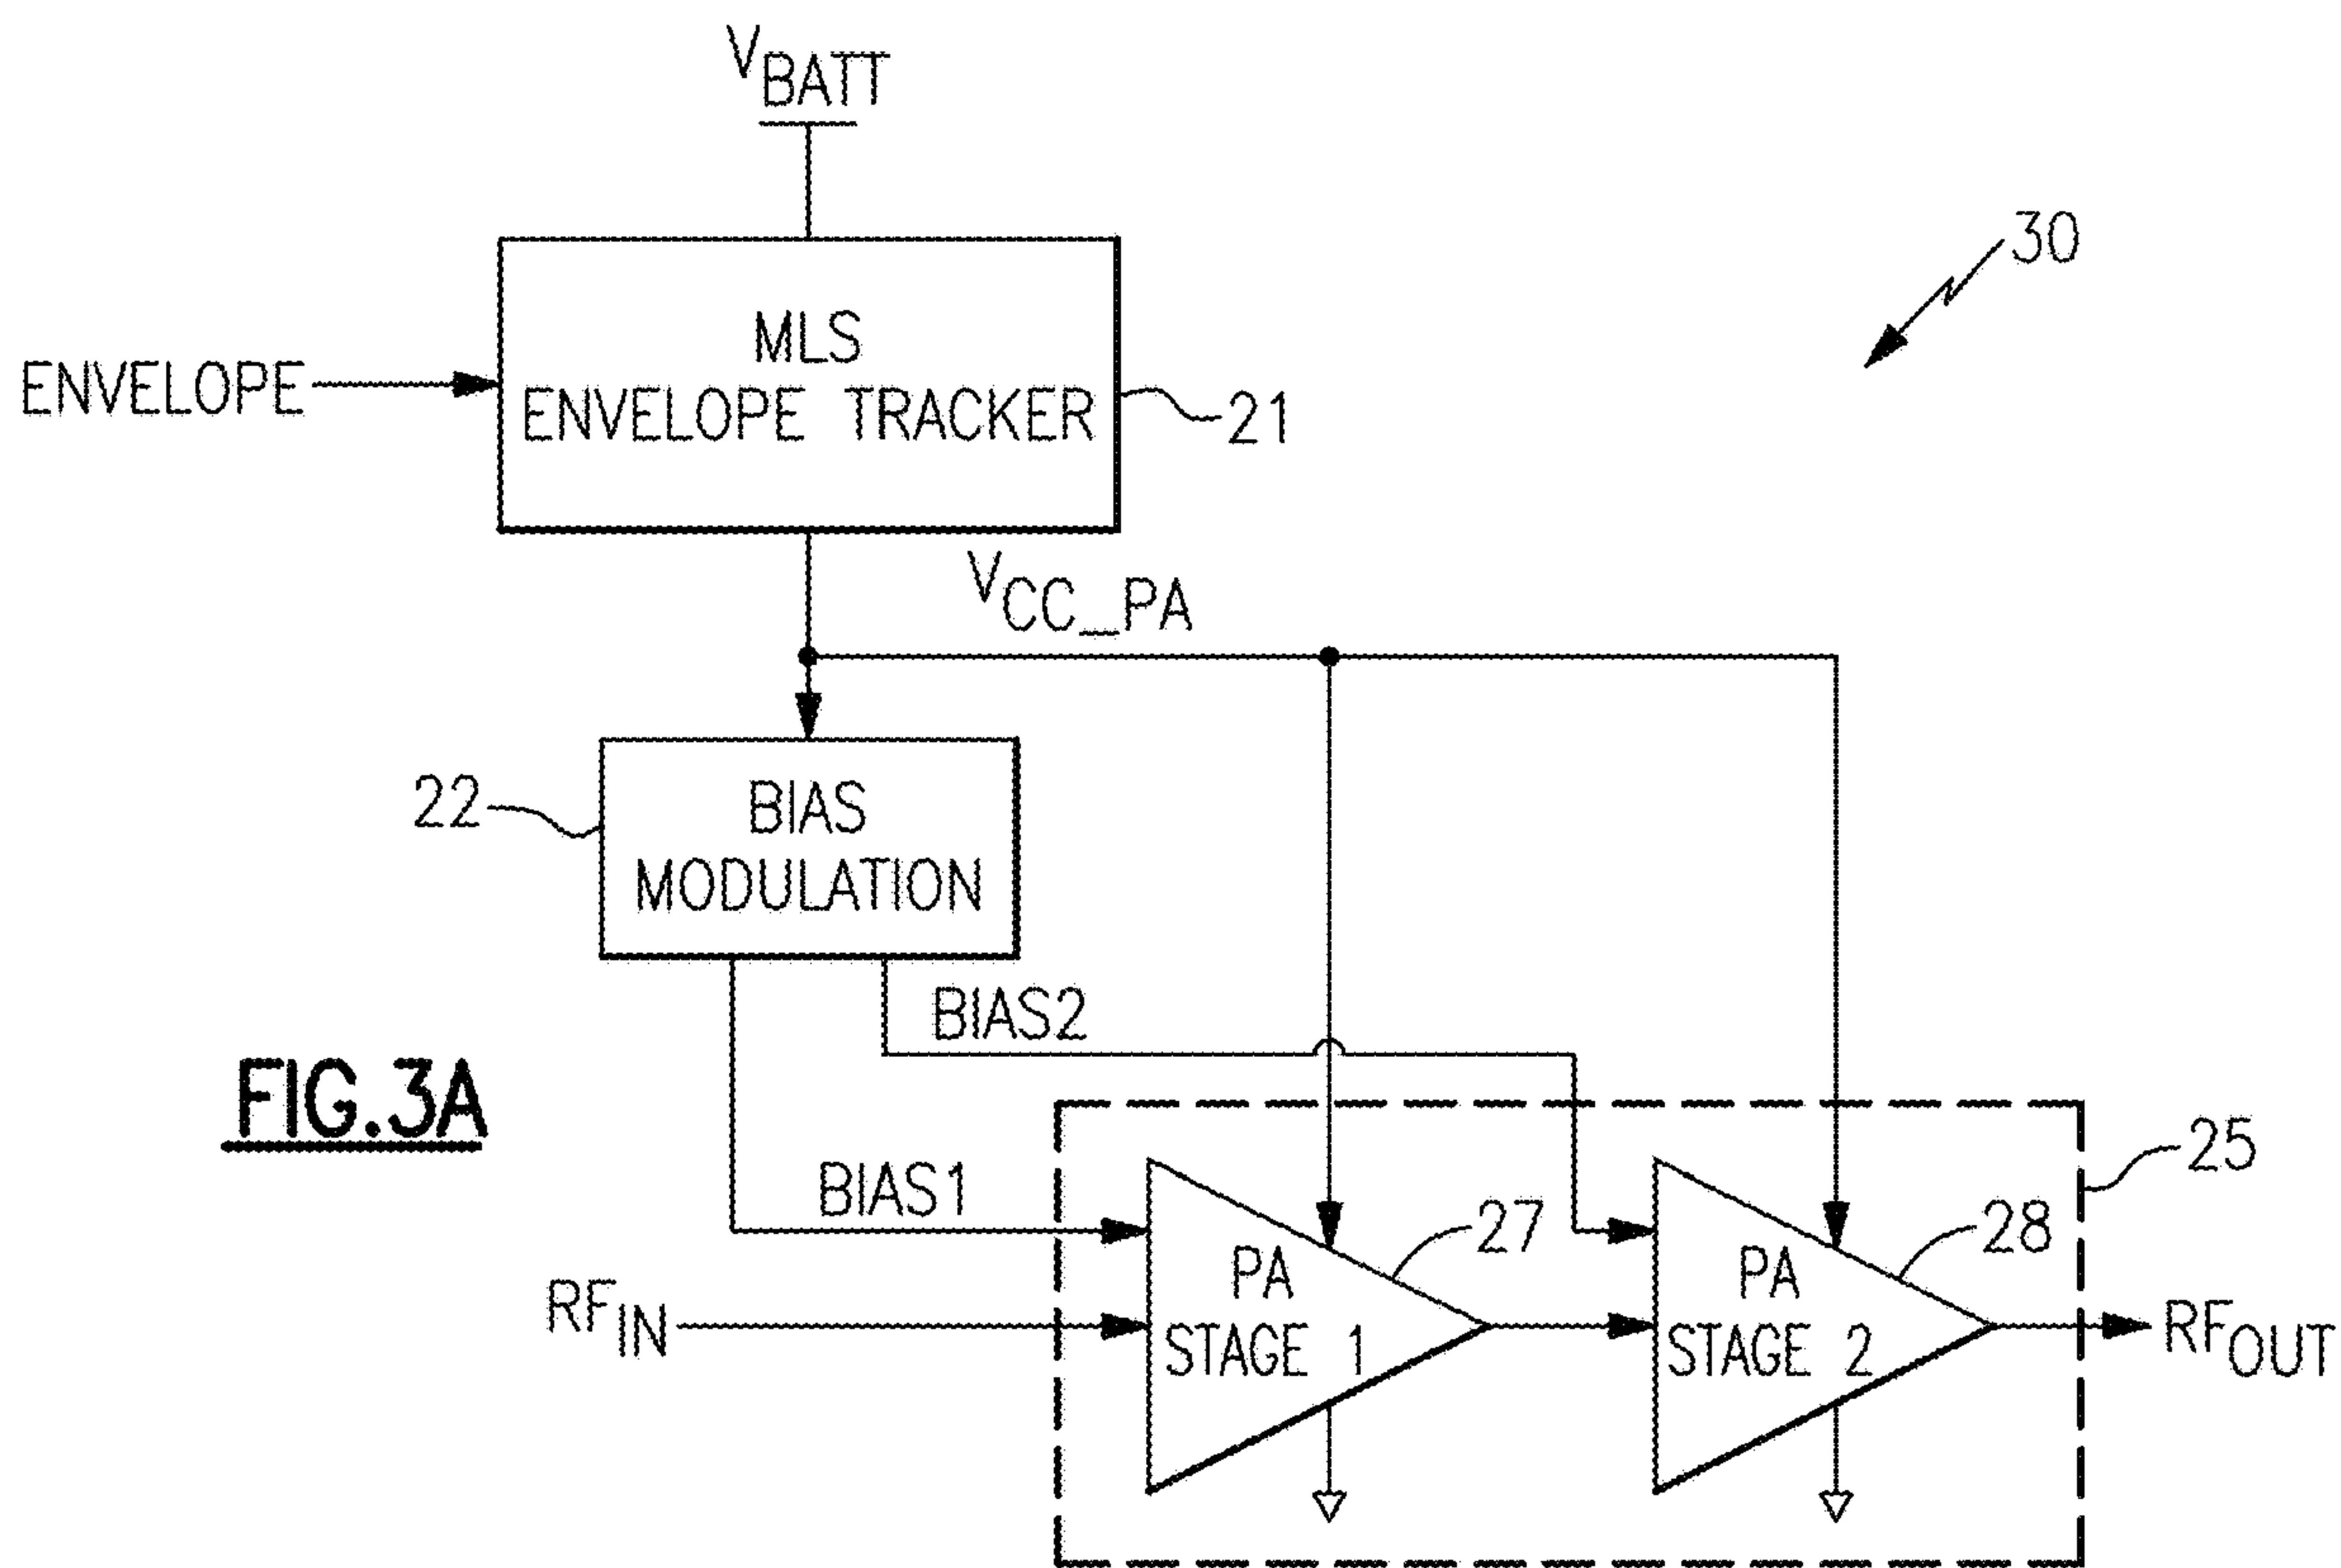 VBATT
30
MLS
ENVELOPE TRACKER
ENVELOPE
21
VCC_PA
22
BIAS
MODULATION
BIAS2
FIG.3A
25
BIAS1
27
28
PA
STAGE 1
PA
STAGE 2
RFIN
RFOUT